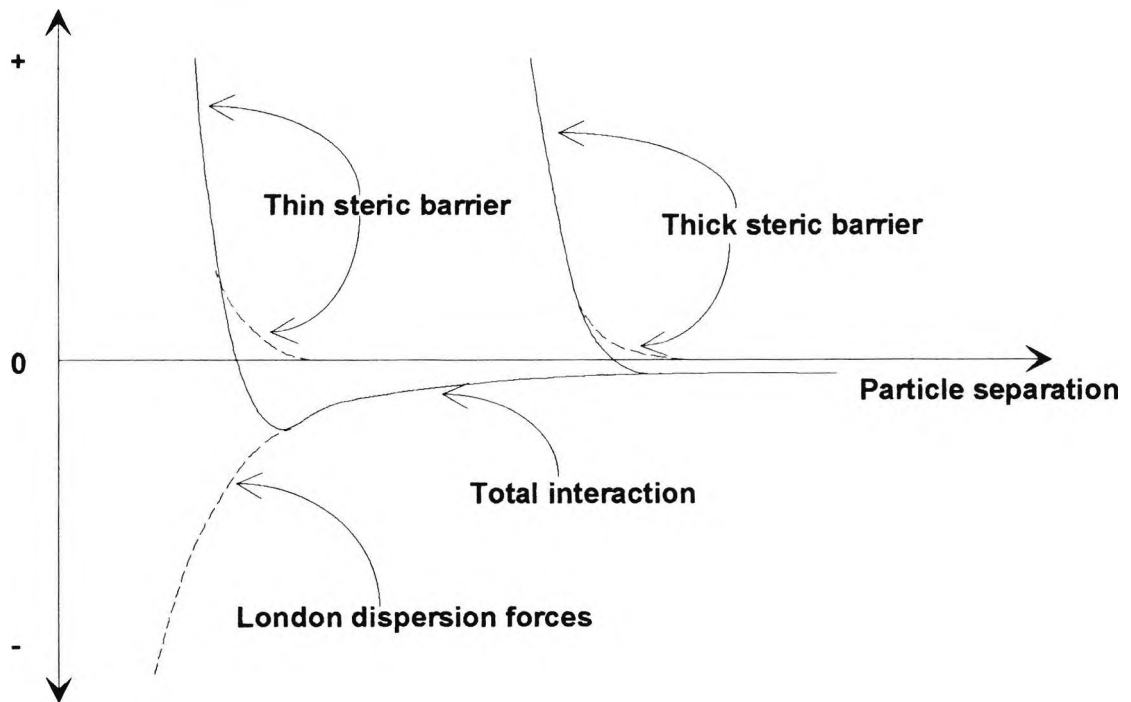 +
Thin steric barrier
Thick steric barrier
0
Particle separation
Total interaction
London dispersion forces
-